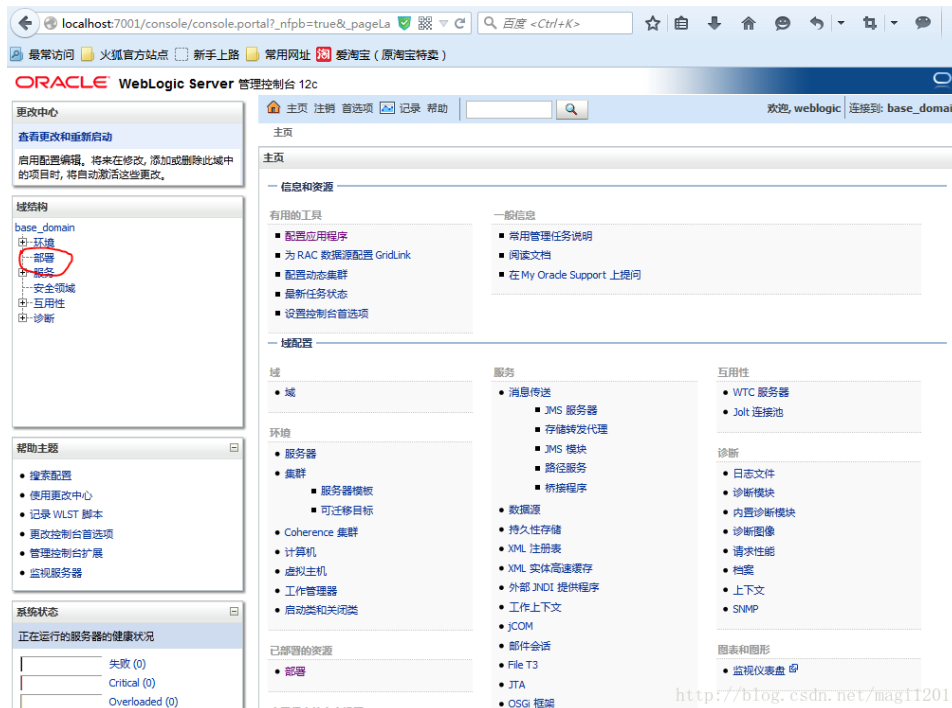 localhost:7001/console/console.portal?_nfpb=true&_pageLa
百度 <Ctrl+K>
最常访问 火狐官方站点 新手上路 常用网址 淘 爱淘宝（原淘宝特卖）
ORACLE WebLogic Server 管理控制台 12c
更改中心
查看更改和重新启动
启用配置编辑。将来在修改, 添加或删除此域中
的项目时, 将自动激活这些更改。
域结构
base_domain
环境
部署
服务
安全领域
互用性
诊断
帮助主题
搜索配置
使用更改中心
记录 WLST 脚本
更改控制台首选项
管理控制台扩展
监视服务器
系统状态
正在运行的服务器的健康状况
失败 (0)
Critical (0)
Overloaded (0)
主页 注销 首选项 记录 帮助
欢迎, weblogic 连接到: base_domai
主页
主页
信息和资源
有用的工具
配置应用程序
为 RAC 数据源配置 GridLink
配置动态集群
最新任务状态
设置控制台首选项
一般信息
常用管理任务说明
阅读文档
在 My Oracle Support 上提问
域配置
域
域
环境
服务器
集群
服务器模板
可迁移目标
Coherence 集群
计算机
虚拟主机
工作管理器
启动类和关闭类
已部署的资源
部署
服务
消息传送
JMS 服务器
存储转发代理
JMS 模块
路径服务
桥接程序
数据源
持久性存储
XML 注册表
XML 实体高速缓存
外部 JNDI 提供程序
工作上下文
jCOM
邮件会话
File T3
JTA
OSGi 框架
互用性
WTC 服务器
Jolt 连接池
诊断
日志文件
诊断模块
内置诊断模块
诊断图像
请求性能
档案
上下文
SNMP
图表和图形
监视仪表盘
http://blog.csdn.net/magi1201